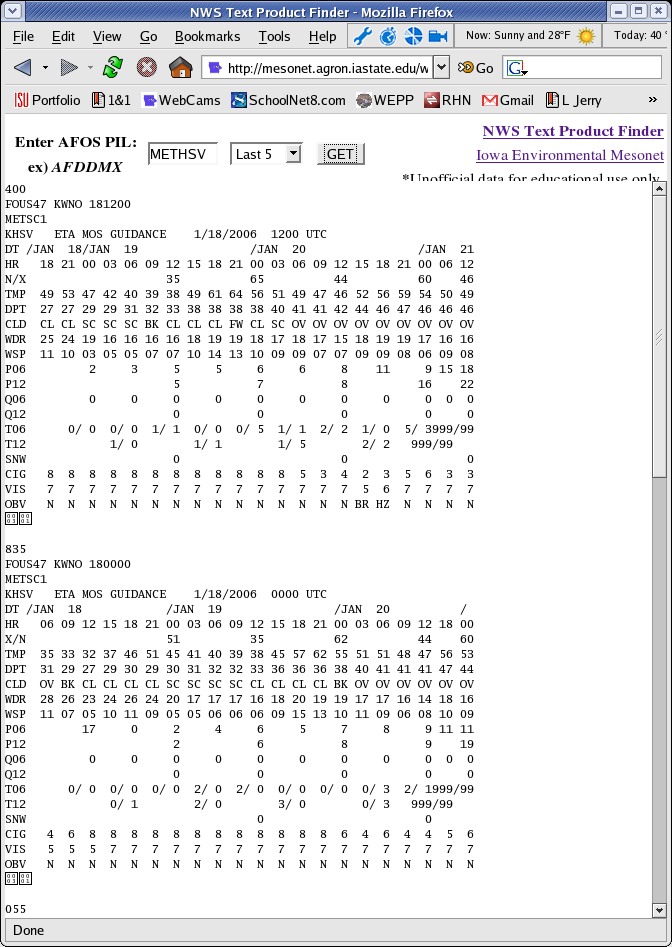 NWS Text Product Finder - Mozilla Firefox
File Edit View Go Bookmarks Tools Help Now: Sunny and 28°F Today: 40 °
http://mesonet.agron.iastate.edu/w Go G
ISU Portfolio 1&1 WebCams SchoolNet8.com WEPP RHN Gmail L Jerry »
Enter AFOS PIL:
ex) AFDDMX
METHSV Last 5 GET
NWS Text Product Finder
Iowa Environmental Mesonet
*Unofficial data for educational use only
400
FOUS47 KWNO 181200
METSC1
KHSV   ETA MOS GUIDANCE    1/18/2006  1200 UTC
DT /JAN  18/JAN  19                /JAN  20                /JAN  21
HR   18 21 00 03 06 09 12 15 18 21 00 03 06 09 12 15 18 21 00 06 12
N/X                    35          65          44          60    46
TMP  49 53 47 42 40 39 38 49 61 64 56 51 49 47 46 52 56 59 54 50 49
DPT  27 27 29 29 31 32 33 38 38 38 38 40 41 41 42 44 46 47 46 46 46
CLD  CL CL SC SC SC BK CL CL CL FW CL SC OV OV OV OV OV OV OV OV OV
WDR  25 24 19 16 16 16 16 18 19 19 18 17 18 17 15 18 19 19 17 16 16
WSP  11 10 03 05 05 07 07 10 14 13 10 09 09 07 07 09 09 08 06 09 08
P06         2     3     5     5     6     6     8    11     9 15 18
P12                     5           7           8          16    22
Q06         0     0     0     0     0     0     0     0     0  0  0
Q12                     0           0           0           0     0
T06      0/ 0  0/ 0  1/ 1  0/ 0  0/ 5  1/ 1  2/ 2  1/ 0  5/ 3999/99
T12            1/ 0        1/ 1        1/ 5        2/ 2   999/99
SNW                     0                       0                 0
CIG   8  8  8  8  8  8  8  8  8  8  8  8  5  3  4  2  3  5  6  3  3
VIS   7  7  7  7  7  7  7  7  7  7  7  7  7  7  7  5  6  7  7  7  7
OBV   N  N  N  N  N  N  N  N  N  N  N  N  N  N  N BR HZ  N  N  N  N
835
FOUS47 KWNO 180000
METSC1
KHSV   ETA MOS GUIDANCE    1/18/2006  0000 UTC
DT /JAN  18            /JAN  19                /JAN  20          /
HR   06 09 12 15 18 21 00 03 06 09 12 15 18 21 00 03 06 09 12 18 00
X/N                    51          35          62          44    60
TMP  35 33 32 37 46 51 45 41 40 39 38 45 57 62 55 51 51 48 47 56 53
DPT  31 29 27 29 30 29 30 31 32 32 33 36 36 36 38 40 41 41 41 47 44
CLD  OV BK CL CL CL CL SC SC SC SC CL CL CL CL BK OV OV OV OV OV OV
WDR  28 26 23 24 26 24 20 17 17 17 16 18 20 19 19 17 17 16 14 18 16
WSP  11 07 05 10 11 09 05 05 06 06 06 09 15 13 10 11 09 06 08 10 09
P06        17     0     2     4     6     5     7     8     9 11 11
P12                     2           6           8           9    19
Q06         0     0     0     0     0     0     0     0     0  0  0
Q12                     0           0           0           0     0
T06      0/ 0  0/ 0  0/ 0  2/ 0  2/ 0  0/ 0  0/ 0  0/ 3  2/ 1999/99
T12            0/ 1        2/ 0        3/ 0        0/ 3   999/99
SNW                                 0                       0
CIG   4  6  8  8  8  8  8  8  8  8  8  8  8  8  6  4  6  4  4  5  6
VIS   5  5  5  7  7  7  7  7  7  7  7  7  7  7  7  7  7  7  7  7  7
OBV   N  N  N  N  N  N  N  N  N  N  N  N  N  N  N  N  N  N  N  N  N
055
Done